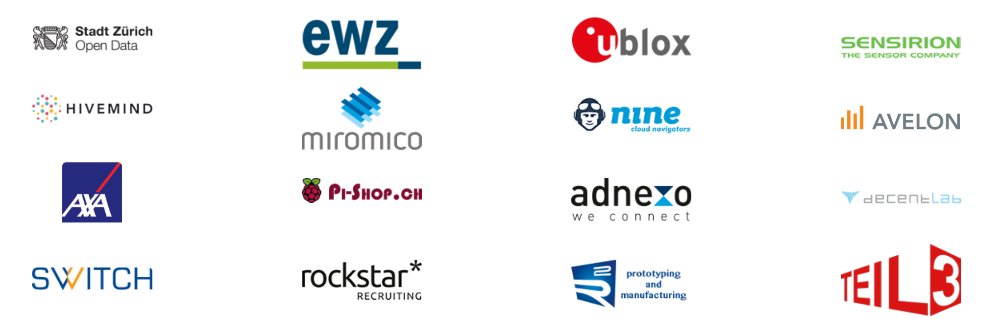 Stadt Zürich
Open Data
ewz
ublox
SENSIRION
THE SENSOR COMPANY
HIVEMIND
miromico
nine
cloud navigators
AVELON
AXA
Pi-Shop.ch
adnexo
we connect
decentlab
SWITCH
rockstar*
RECRUITING
R2
prototyping
and
manufacturing
TEIL3